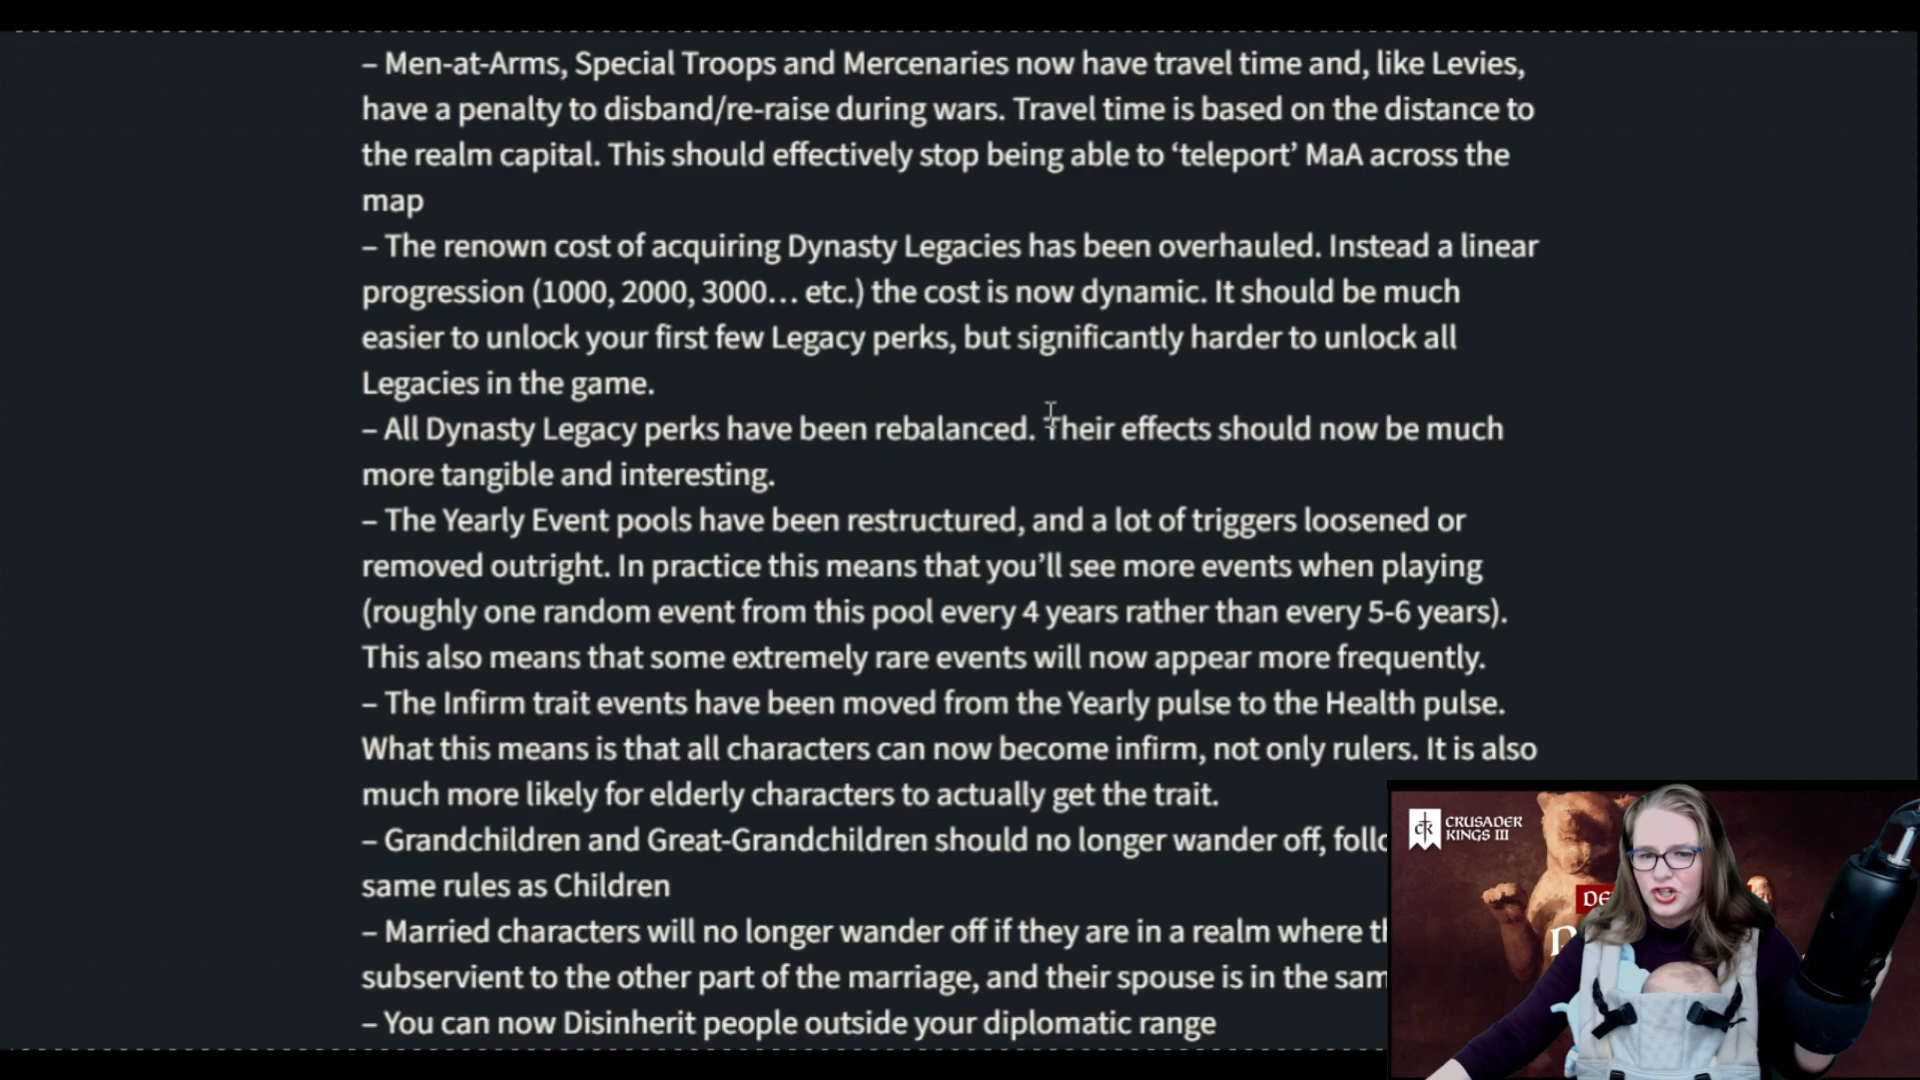 – Men-at-Arms, Special Troops and Mercenaries now have travel time and, like Levies,
have a penalty to disband/re-raise during wars. Travel time is based on the distance to
the realm capital. This should effectively stop being able to ‘teleport’ MaA across the
map
– The renown cost of acquiring Dynasty Legacies has been overhauled. Instead a linear
progression (1000, 2000, 3000… etc.) the cost is now dynamic. It should be much
easier to unlock your first few Legacy perks, but significantly harder to unlock all
Legacies in the game.
– All Dynasty Legacy perks have been rebalanced. Their effects should now be much
more tangible and interesting.
– The Yearly Event pools have been restructured, and a lot of triggers loosened or
removed outright. In practice this means that you’ll see more events when playing
(roughly one random event from this pool every 4 years rather than every 5-6 years).
This also means that some extremely rare events will now appear more frequently.
– The Infirm trait events have been moved from the Yearly pulse to the Health pulse.
What this means is that all characters can now become infirm, not only rulers. It is also
much more likely for elderly characters to actually get the trait.
– Grandchildren and Great-Grandchildren should no longer wander off,
same rules as Children
– Married characters will no longer wander off if they are in a realm where
subservient to the other part of the marriage, and their spouse is in the
– You can now Disinherit people outside your diplomatic range
CRUSADER
KINGS III